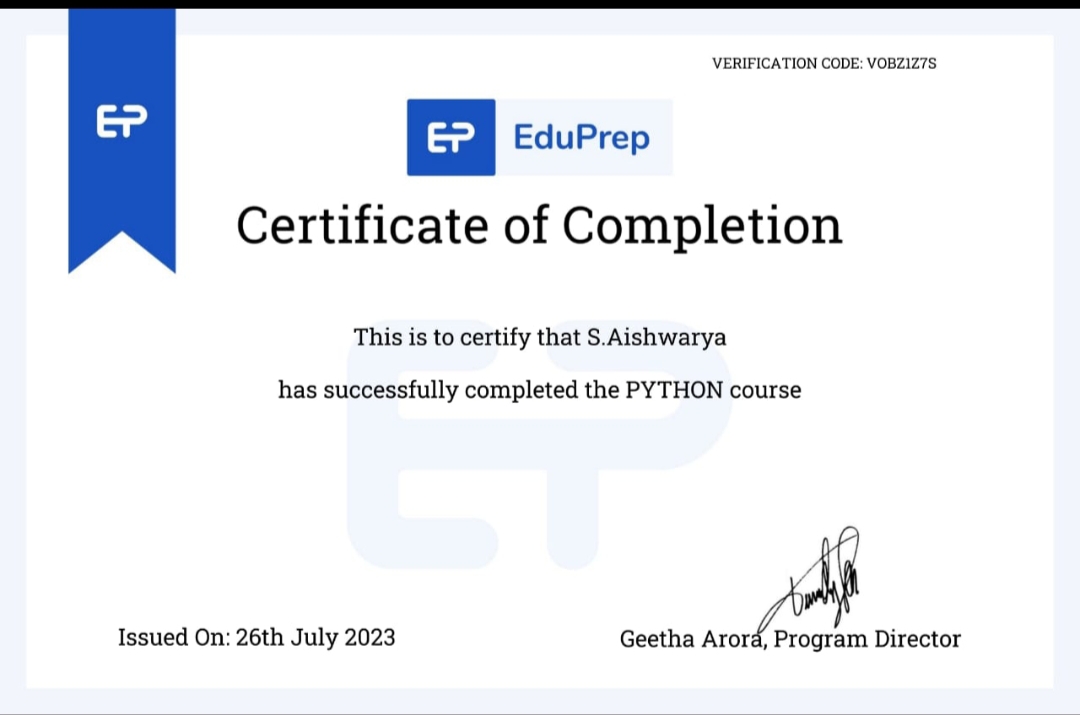 VERIFICATION CODE: VOBZ1Z7S
EP
EP EduPrep
Certificate of Completion
This is to certify that S.Aishwarya
has successfully completed the PYTHON course
EP
Issued On: 26th July 2023
Geetha Arora, Program Director